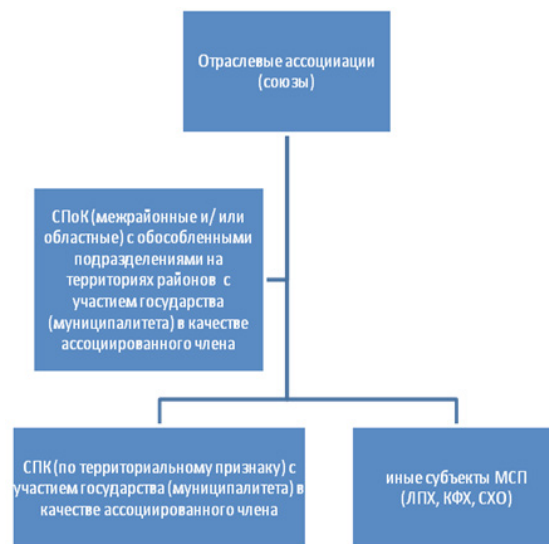 Отраслевые ассоцииации
(союзы)
СПоК (межрайонные и/ или
областные) с обособленными
подразделениями на
территориях районов с
участием государства
(муниципалитета) в качестве
ассоциированного члена
СПК (по территориальному признаку) с
участием государства (муниципалитета) в
качестве ассоциированного члена
иные субъекты МСП
(ЛПХ, КФХ, СХО)